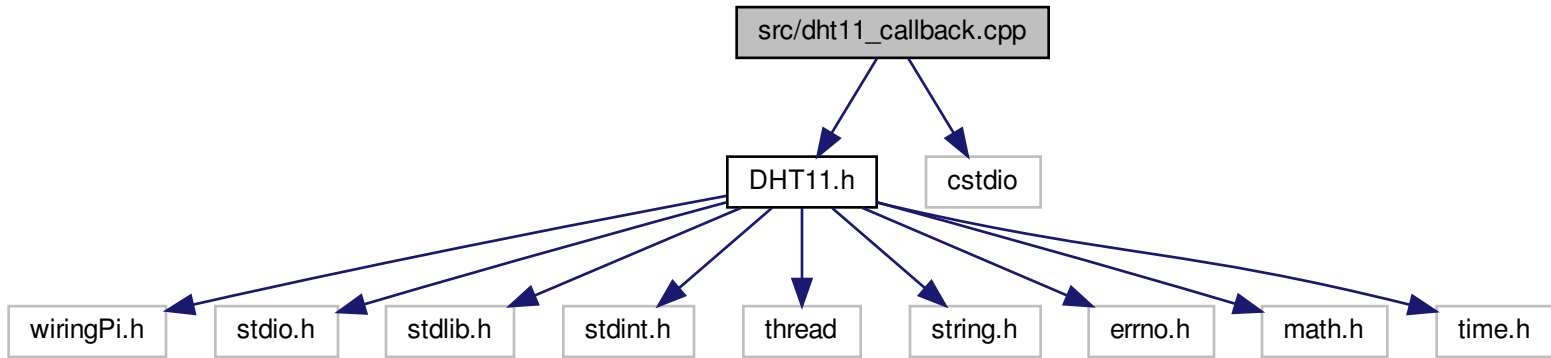 src/dht11_callback.cpp
DHT11.h
cstdio
wiringPi.h
stdio.h
stdlib.h
stdint.h
thread
string.h
errno.h
math.h
time.h